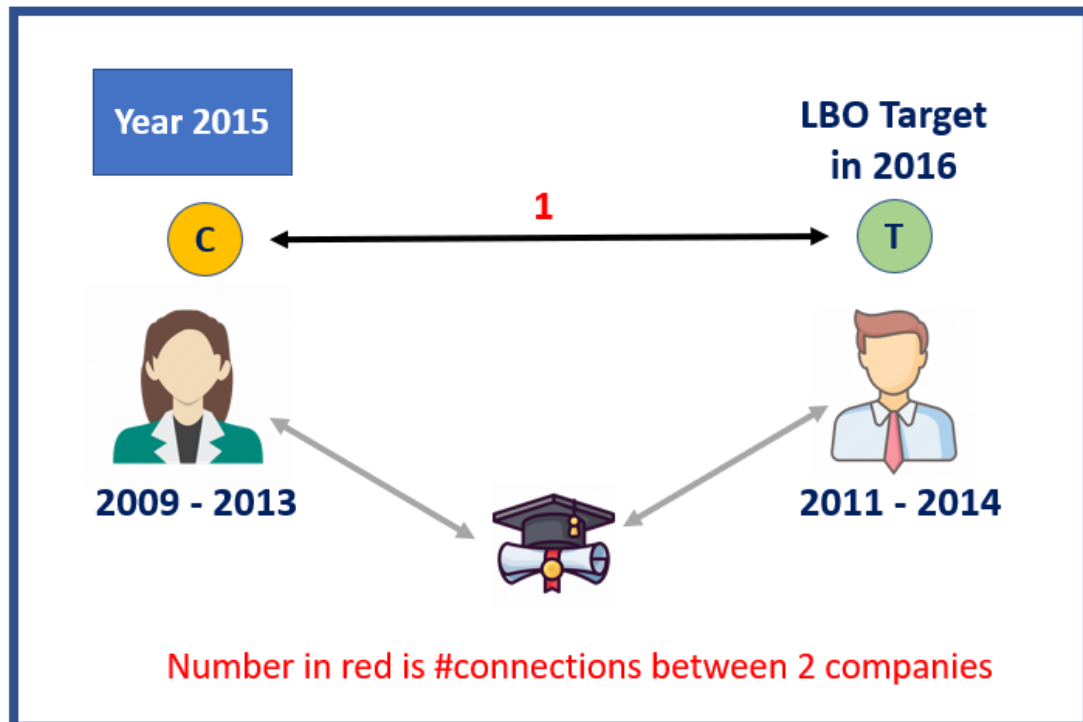 Year 2015
LBO Target
in 2016
1
C
T
2009 - 2013
2011 - 2014
Number in red is #connections between 2 companies